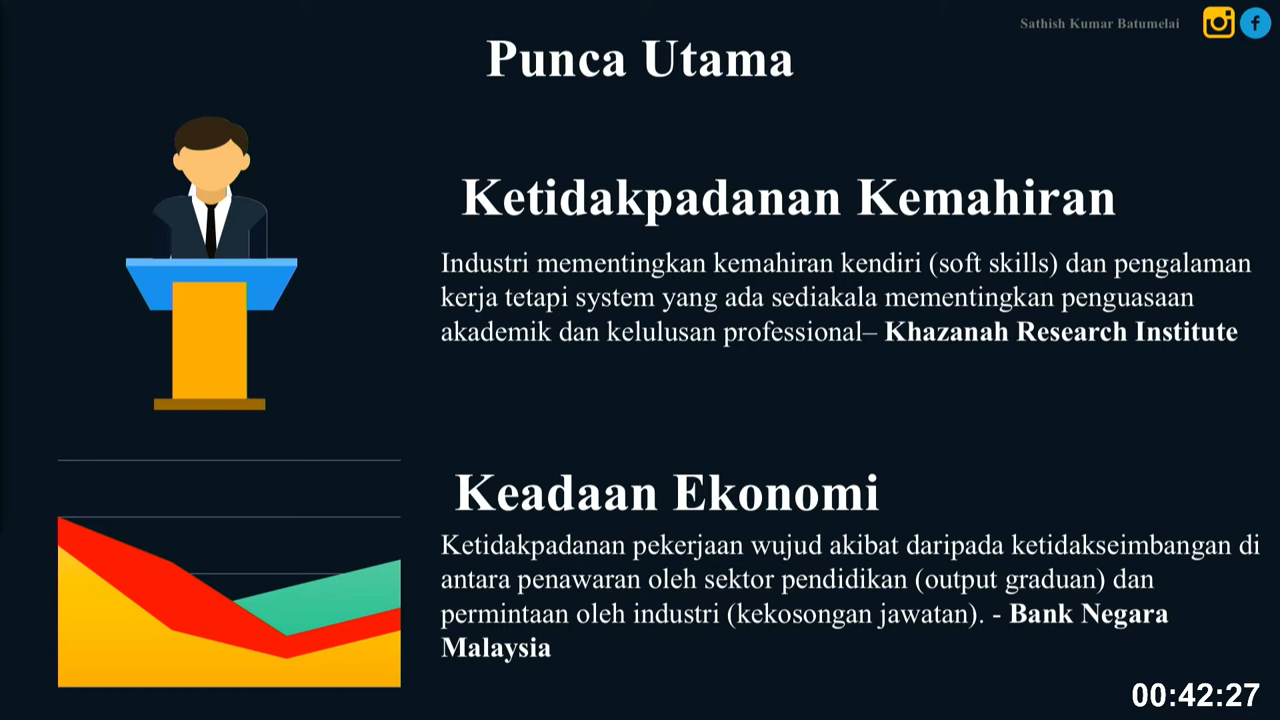 Sathish Kumar Batumelai
Punca Utama
Ketidakpadanan Kemahiran
Industri mementingkan kemahiran kendiri (soft skills) dan pengalaman
kerja tetapi system yang ada sediakala mementingkan penguasaan
akademik dan kelulusan professional– Khazanah Research Institute
Keadaan Ekonomi
Ketidakpadanan pekerjaan wujud akibat daripada ketidakseimbangan di
antara penawaran oleh sektor pendidikan (output graduan) dan
permintaan oleh industri (kekosongan jawatan). - Bank Negara
Malaysia
00:42:27